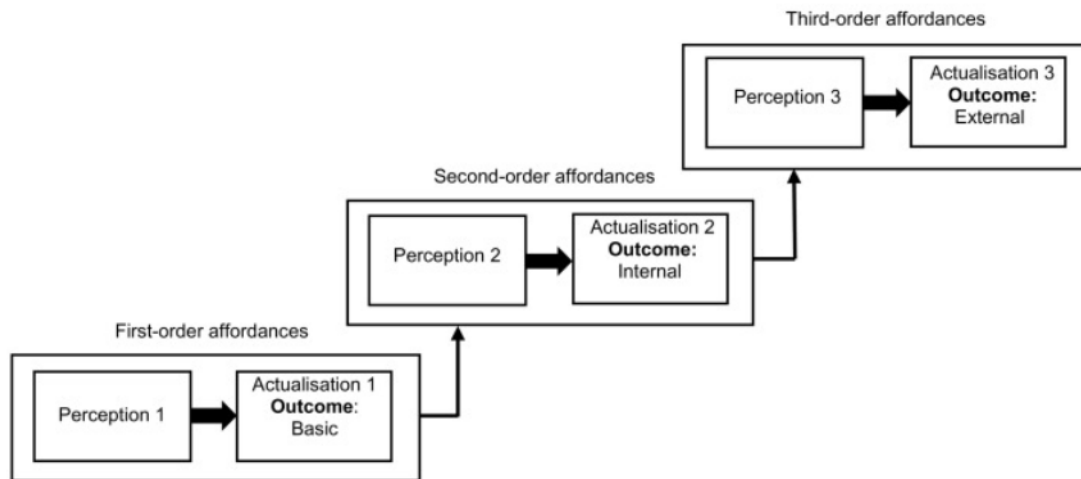 Third-order affordances
Perception 3
Actualisation 3
Outcome:
External
Second-order affordances
Perception 2
Actualisation 2
Outcome:
Internal
First-order affordances
Perception 1
Actualisation 1
Outcome:
Basic